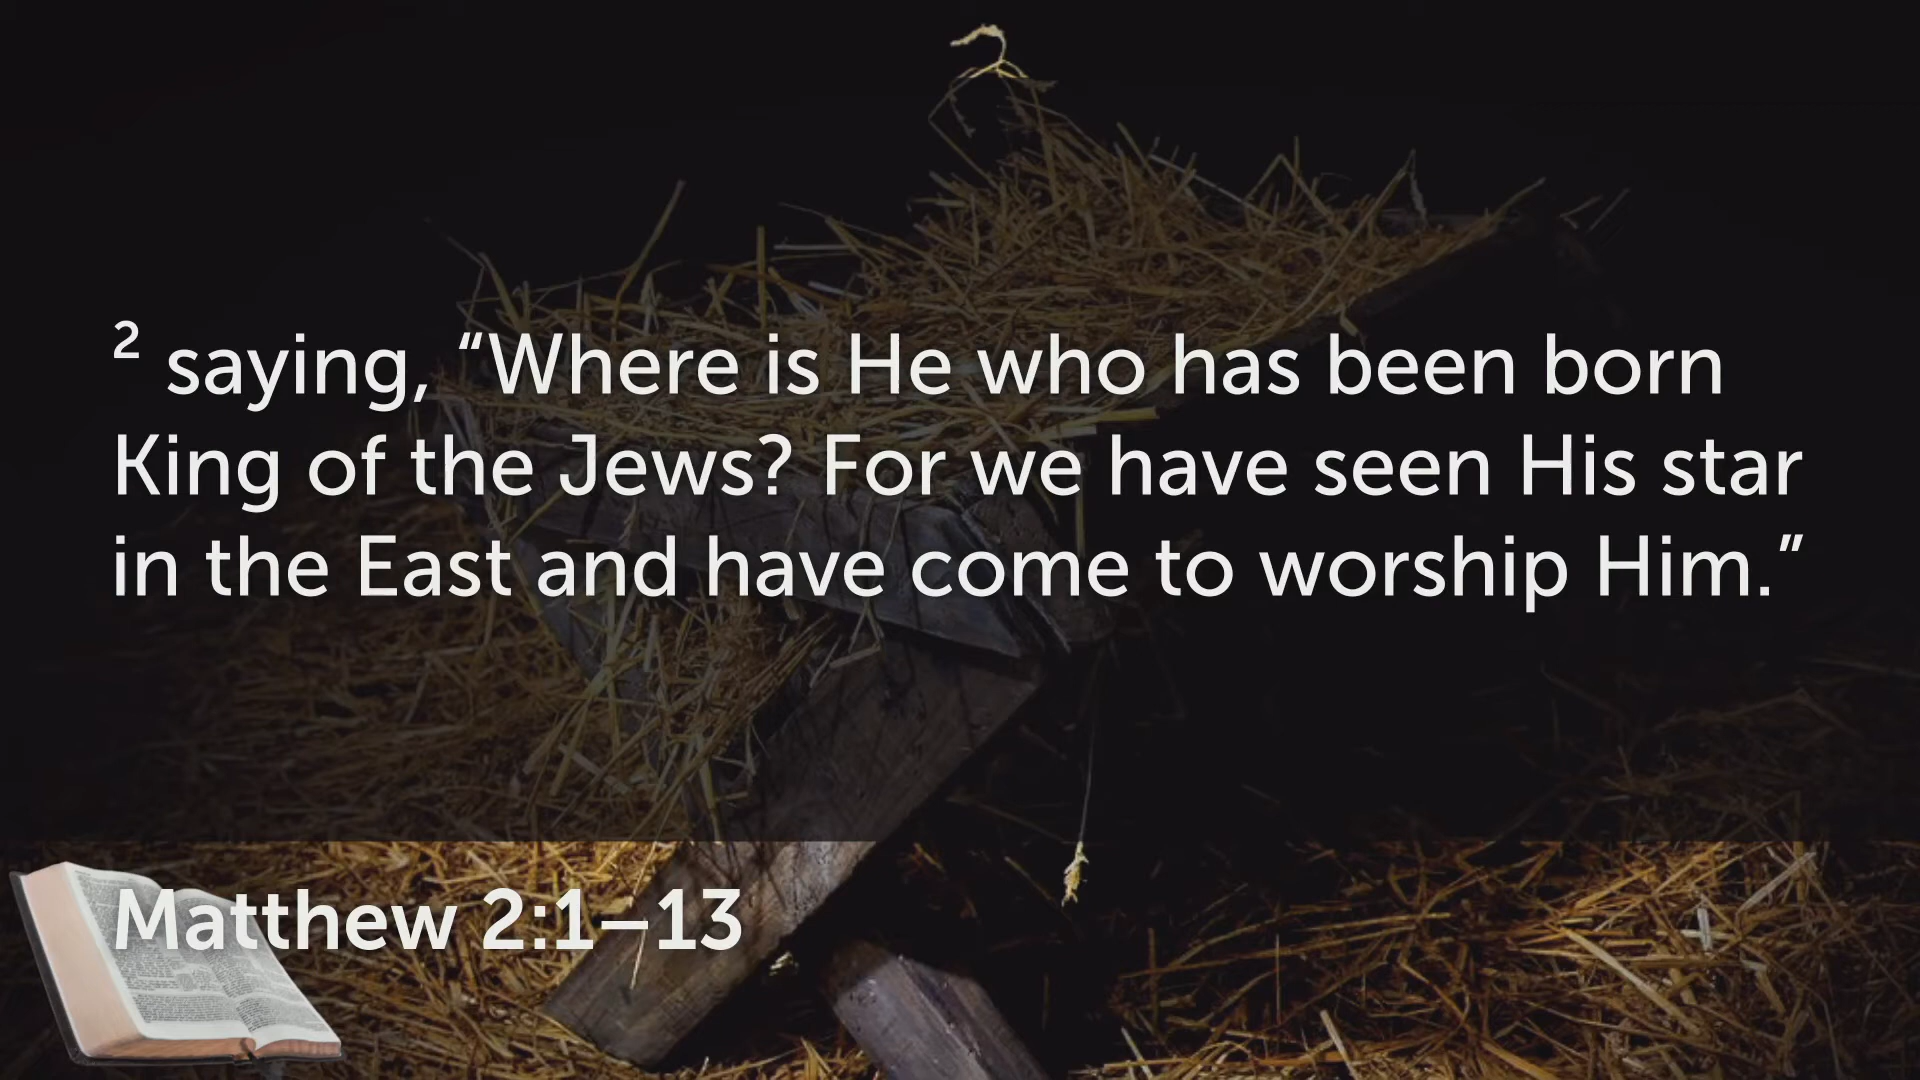 ² saying, “Where is He who has been born
King of the Jews? For we have seen His star
in the East and have come to worship Him.”
Matthew 2:1–13